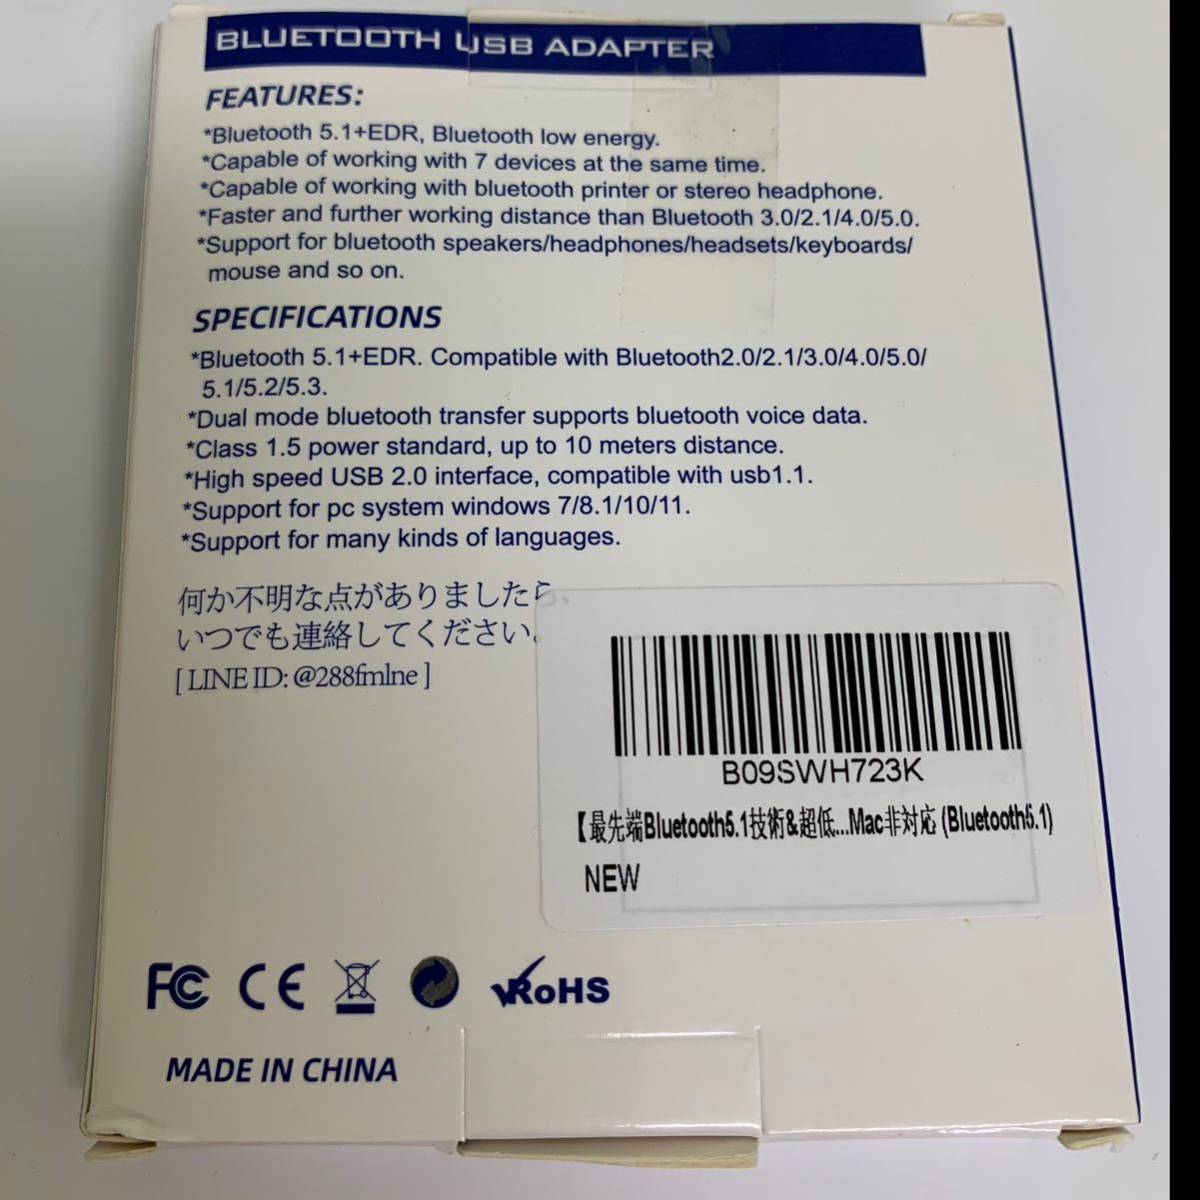 BLUETOOTH USB ADAPTER
FEATURES:
*Bluetooth 5.1+EDR, Bluetooth low energy.
*Capable of working with 7 devices at the same time.
*Capable of working with bluetooth printer or stereo headphone.
*Faster and further working distance than Bluetooth 3.0/2.1/4.0/5.0.
*Support for bluetooth speakers/headphones/headsets/keyboards/
mouse and so on.
SPECIFICATIONS
*Bluetooth 5.1+EDR. Compatible with Bluetooth2.0/2.1/3.0/4.0/5.0/
5.1/5.2/5.3.
*Dual mode bluetooth transfer supports bluetooth voice data.
*Class 1.5 power standard, up to 10 meters distance.
*High speed USB 2.0 interface, compatible with usb1.1.
*Support for pc system windows 7/8.1/10/11.
*Support for many kinds of languages.
何か不明な点がありましたら、
いつでも連絡してください。
[ LINE ID: @288fmlne ]
B09SWH723K
【最先端Bluetooth5.1技術&超低...Mac非対応 (Bluetooth5.1)
NEW
FC CE RoHS
MADE IN CHINA